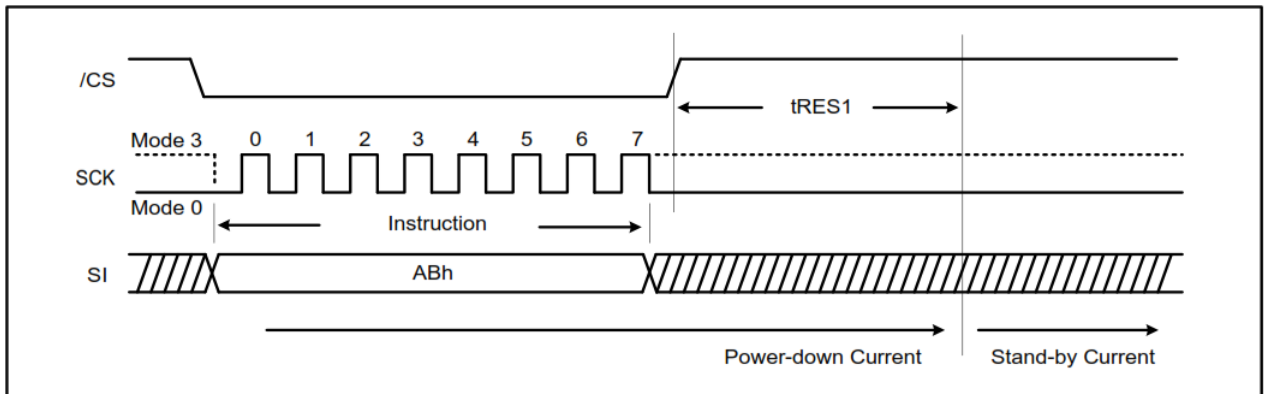 /CS
tRES1
Mode 3 0 1 2 3 4 5 6 7
SCK
Mode 0
Instruction
SI
ABh
Power-down Current Stand-by Current